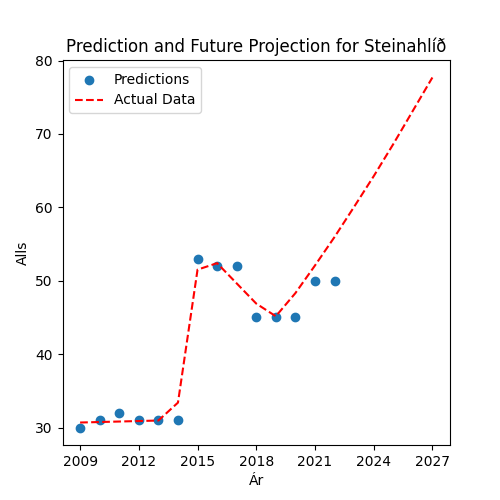 Prediction and Future Projection for Steinahlíð
Predictions
Actual Data
Alls
80
70
60
50
40
30
2009 2012 2015 2018 2021 2024 2027
Ár